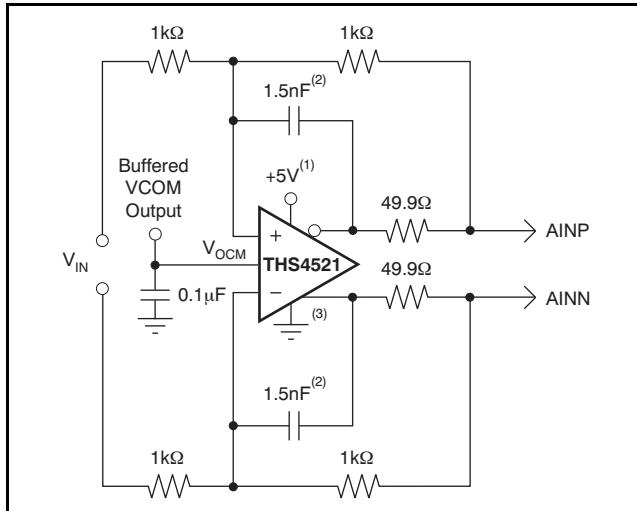 1kΩ
1kΩ
1.5nF(2)
Buffered
VCOM
Output
+5V(1)
49.9Ω
AINP
VIN
VOCM
+
THS4521
−
49.9Ω
AINN
0.1µF
(3)
1.5nF(2)
1kΩ
1kΩ